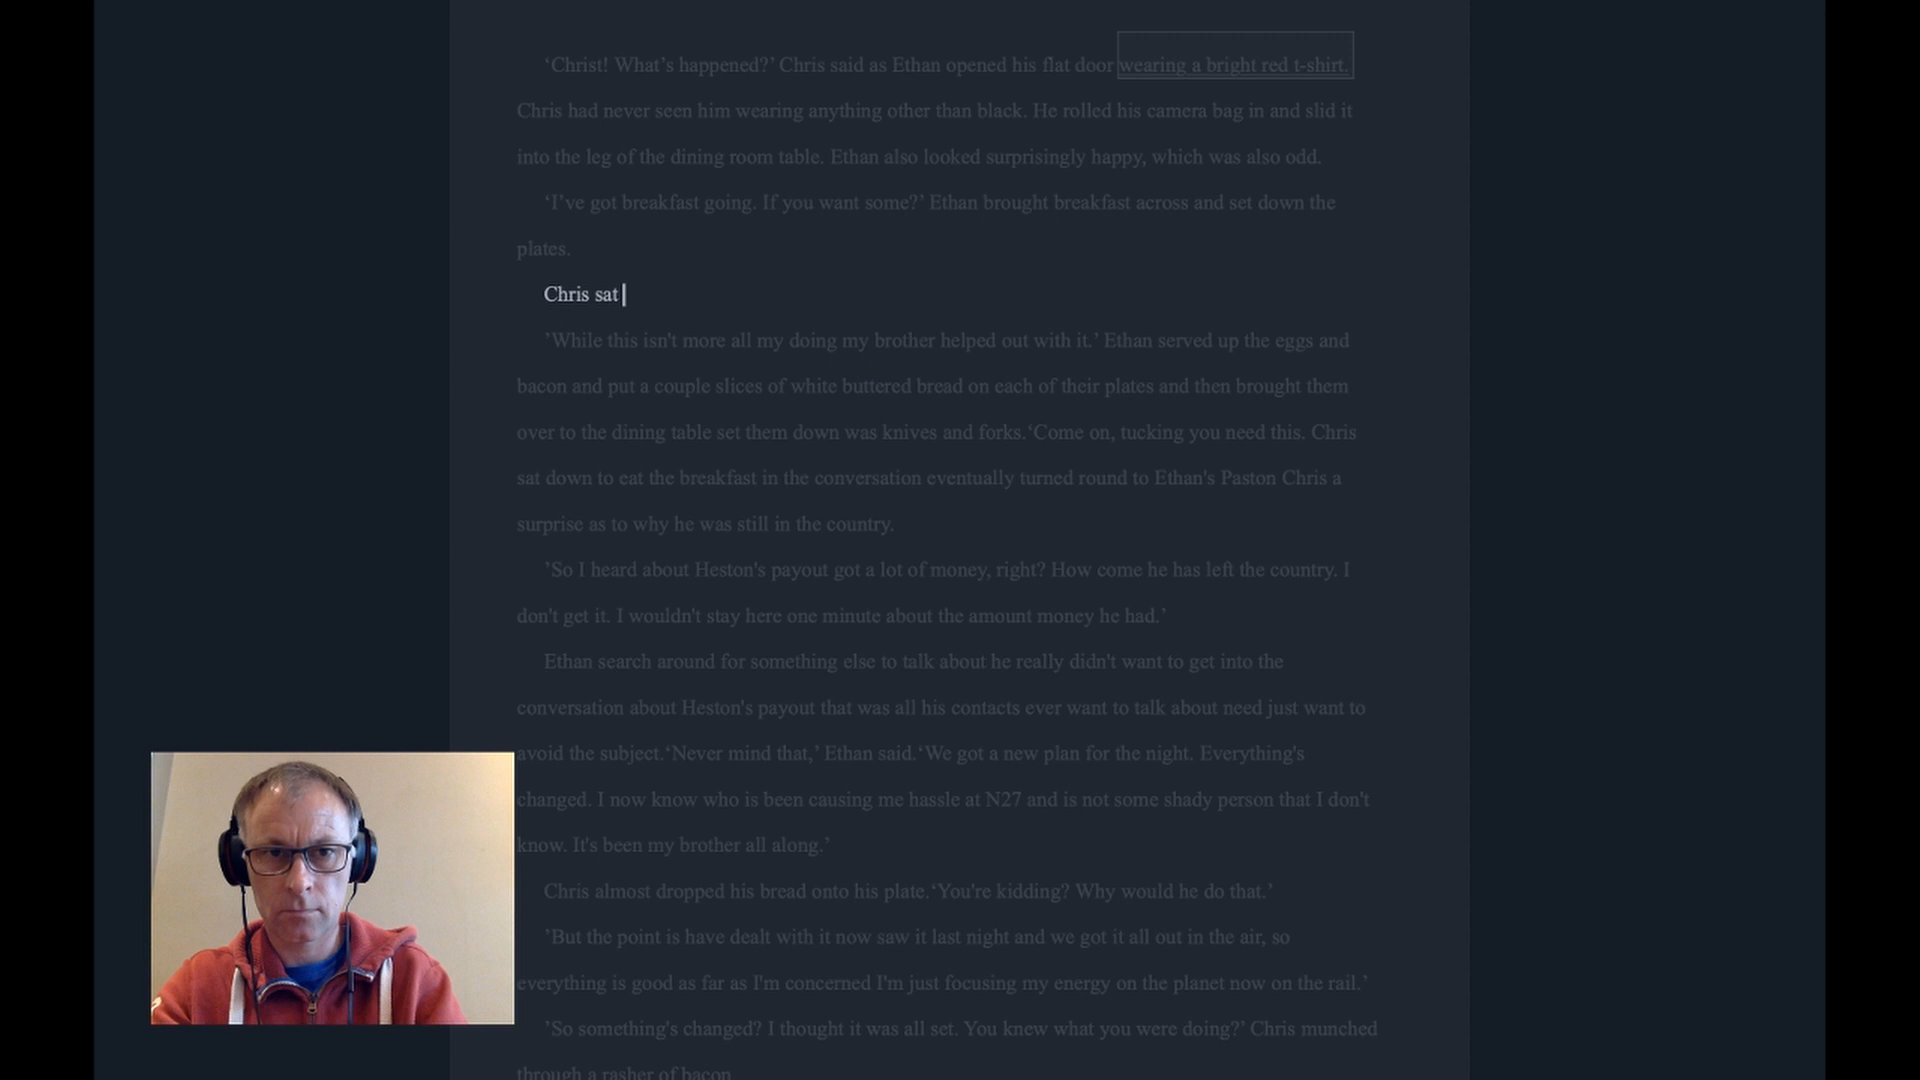 ‘Christ! What’s happened?’ Chris said as Ethan opened his flat door wearing a bright red t-shirt.
Chris had never seen him wearing anything other than black. He rolled his camera bag in and slid it
into the leg of the dining room table. Ethan also looked surprisingly happy, which was also odd.
‘I’ve got breakfast going. If you want some?’ Ethan brought breakfast across and set down the
plates.
Chris sat
’While this isn't more all my doing my brother helped out with it.’ Ethan served up the eggs and
bacon and put a couple slices of white buttered bread on each of their plates and then brought them
over to the dining table set them down was knives and forks.‘Come on, tucking you need this. Chris
sat down to eat the breakfast in the conversation eventually turned round to Ethan's Paston Chris a
surprise as to why he was still in the country.
’So I heard about Heston's payout got a lot of money, right? How come he has left the country. I
don't get it. I wouldn't stay here one minute about the amount money he had.’
Ethan search around for something else to talk about he really didn't want to get into the
conversation about Heston's payout that was all his contacts ever want to talk about need just want to
avoid the subject.‘Never mind that,’ Ethan said.‘We got a new plan for the night. Everything's
changed. I now know who is been causing me hassle at N27 and is not some shady person that I don't
know. It's been my brother all along.’
Chris almost dropped his bread onto his plate.‘You're kidding? Why would he do that.’
’But the point is have dealt with it now saw it last night and we got it all out in the air, so
everything is good as far as I'm concerned I'm just focusing my energy on the planet now on the rail.’
’So something's changed? I thought it was all set. You knew what you were doing?’ Chris munched
through a rasher of bacon